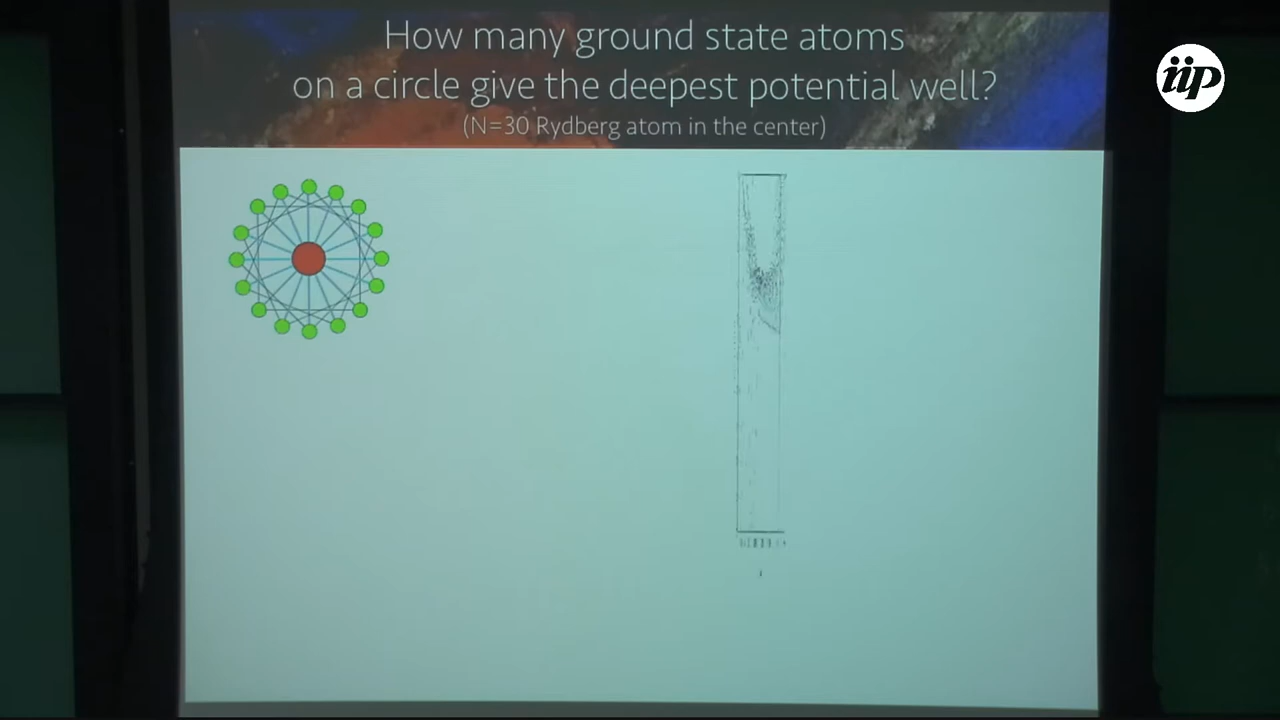 How many ground state atoms
on a circle give the deepest potential well?
(N=30 Rydberg atom in the center)
iip